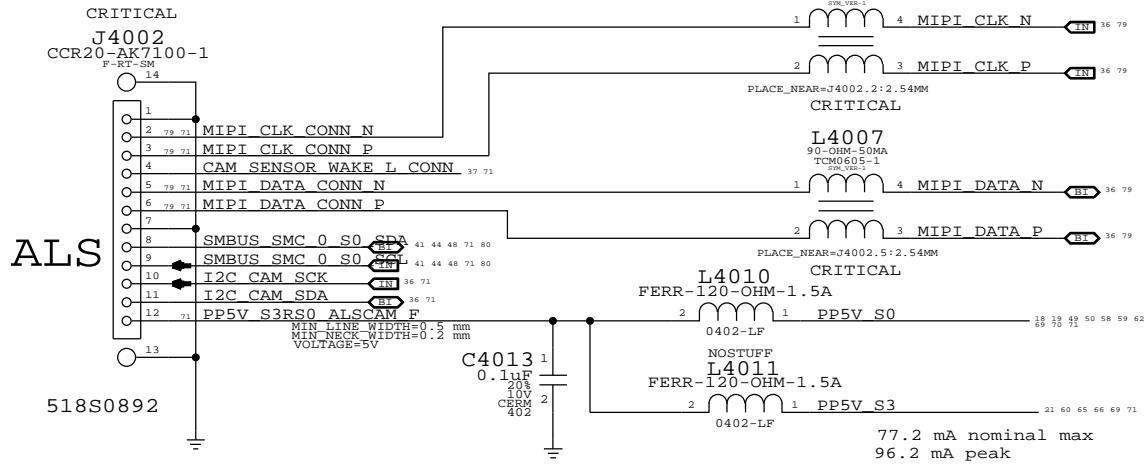 CRITICAL
J4002
CCR20-AK7100-1
F-RT-SM
14
1
2 79 71 MIPI_CLK_CONN_N
3 79 71 MIPI_CLK_CONN_P
4 CAM_SENSOR_WAKE_L_CONN 37 71
5 79 71 MIPI_DATA_CONN_N
6 79 71 MIPI_DATA_CONN_P
7
ALS
8 SMBUS_SMC_0_S0_SDA BI 41 44 48 71 80
9 SMBUS_SMC_0_S0_SCL IN 41 44 48 71 80
10 I2C_CAM_SCK IN 36 71
11 I2C_CAM_SDA BI 36 71
12 71 PP5V_S3RS0_ALSCAM_F
MIN_LINE_WIDTH=0.5 mm
MIN_NECK_WIDTH=0.2 mm
VOLTAGE=5V
13
518S0892
SYM_VER-1
1 4 MIPI_CLK_N IN 36 79
2 3 MIPI_CLK_P IN 36 79
PLACE_NEAR=J4002.2:2.54MM
CRITICAL
L4007
90-OHM-50MA
TCM0605-1
SYM_VER-1
1 4 MIPI_DATA_N BI 36 79
2 3 MIPI_DATA_P BI 36 79
PLACE_NEAR=J4002.5:2.54MM
CRITICAL
L4010
FERR-120-OHM-1.5A
2 1 PP5V_S0 18 19 49 50 58 59 62
69 70 71
0402-LF
C4013 1
0.1uF
20%
10V 2
CERM
402
NOSTUFF
L4011
FERR-120-OHM-1.5A
2 1 PP5V_S3 21 60 65 66 69 71
0402-LF
77.2 mA nominal max
96.2 mA peak